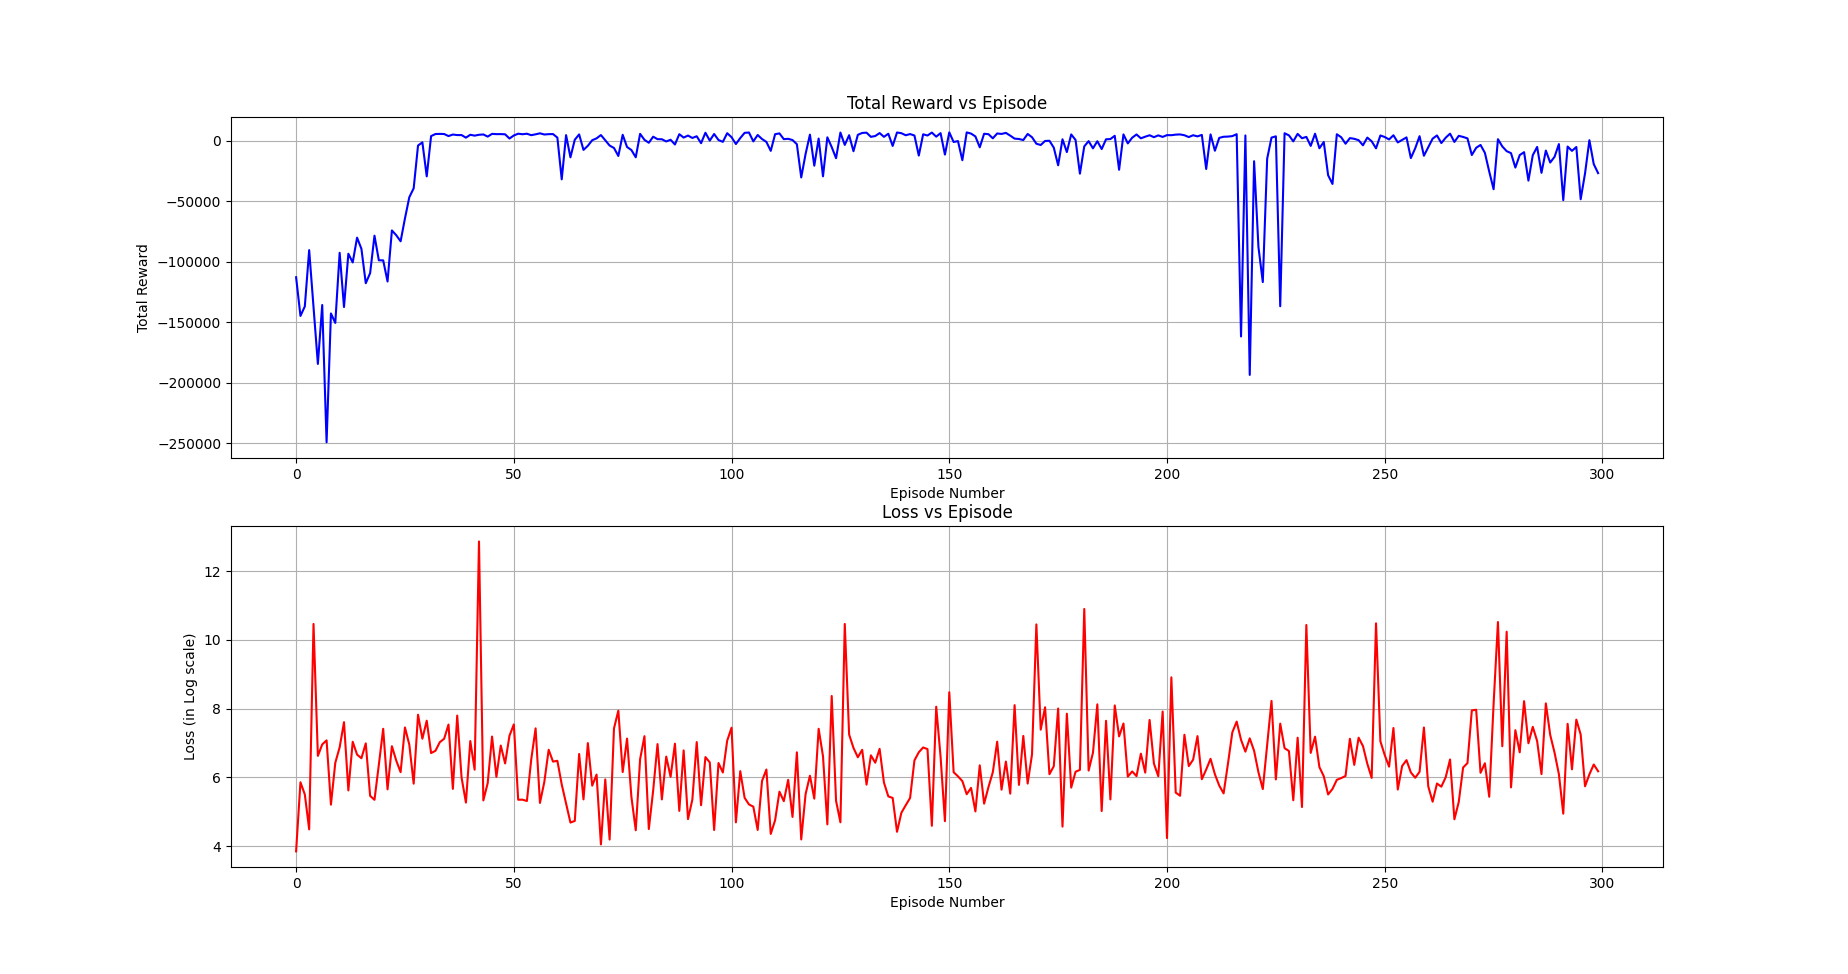 Total Reward vs Episode
0
−50000
−100000
−150000
−200000
−250000
Total Reward
0 50 100 150 200 250 300
Episode Number
Loss vs Episode
12
10
8
6
4
Loss (in Log scale)
0 50 100 150 200 250 300
Episode Number